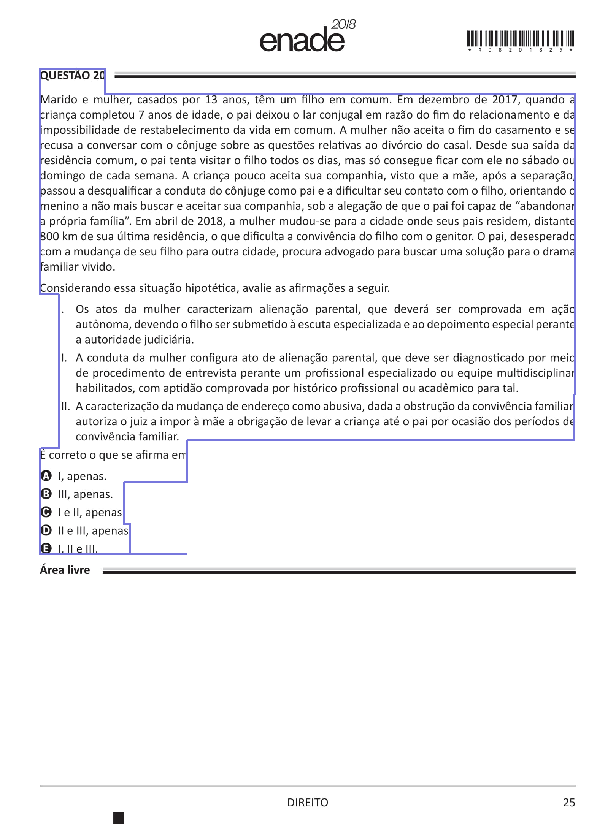 enade 2018
*R0620182​5*
QUESTÃO 20
Marido e mulher, casados por 13 anos, têm um filho em comum. Em dezembro de 2017, quando a
criança completou 7 anos de idade, o pai deixou o lar conjugal em razão do fim do relacionamento e da
impossibilidade de restabelecimento da vida em comum. A mulher não aceita o fim do casamento e se
recusa a conversar com o cônjuge sobre as questões relativas ao divórcio do casal. Desde sua saída da
residência comum, o pai tenta visitar o filho todos os dias, mas só consegue ficar com ele no sábado ou
domingo de cada semana. A criança pouco aceita sua companhia, visto que a mãe, após a separação,
passou a desqualificar a conduta do cônjuge como pai e a dificultar seu contato com o filho, orientando o
menino a não mais buscar e aceitar sua companhia, sob a alegação de que o pai foi capaz de “abandonar
a própria família”. Em abril de 2018, a mulher mudou-se para a cidade onde seus pais residem, distante
800 km de sua última residência, o que dificulta a convivência do filho com o genitor. O pai, desesperado
com a mudança de seu filho para outra cidade, procura advogado para buscar uma solução para o drama
familiar vivido.
Considerando essa situação hipotética, avalie as afirmações a seguir.
I. Os atos da mulher caracterizam alienação parental, que deverá ser comprovada em ação
autônoma, devendo o filho ser submetido à escuta especializada e ao depoimento especial perante
a autoridade judiciária.
II. A conduta da mulher configura ato de alienação parental, que deve ser diagnosticado por meio
de procedimento de entrevista perante um profissional especializado ou equipe multidisciplinar
habilitados, com aptidão comprovada por histórico profissional ou acadêmico para tal.
III. A caracterização da mudança de endereço como abusiva, dada a obstrução da convivência familiar,
autoriza o juiz a impor à mãe a obrigação de levar a criança até o pai por ocasião dos períodos de
convivência familiar.
É correto o que se afirma em
A I, apenas.
B III, apenas.
C I e II, apenas.
D II e III, apenas.
E I, II e III.
Área livre
DIREITO 25